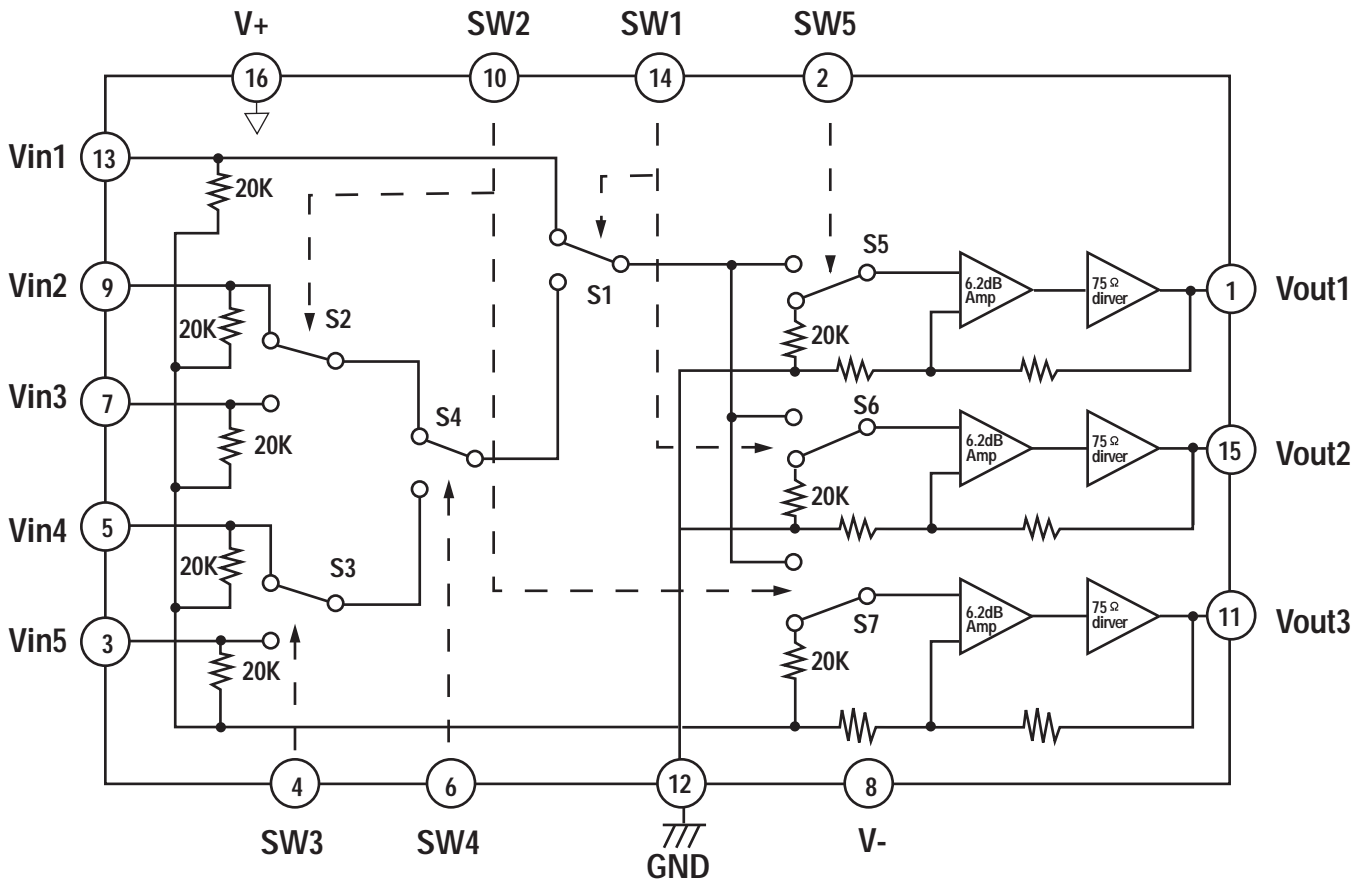 V+
SW2
SW1
SW5
16
10
14
2
Vin1
13
20K
S5
Vin2
9
S1
6.2dB
Amp
75 Ω
dirver
1
Vout1
20K
S2
20K
Vin3
7
S4
S6
20K
6.2dB
Amp
75 Ω
dirver
15
Vout2
20K
Vin4
5
20K
S3
6.2dB
Amp
75 Ω
dirver
11
Vout3
S7
Vin5
3
20K
20K
4
6
12
8
SW3
SW4
GND
V-